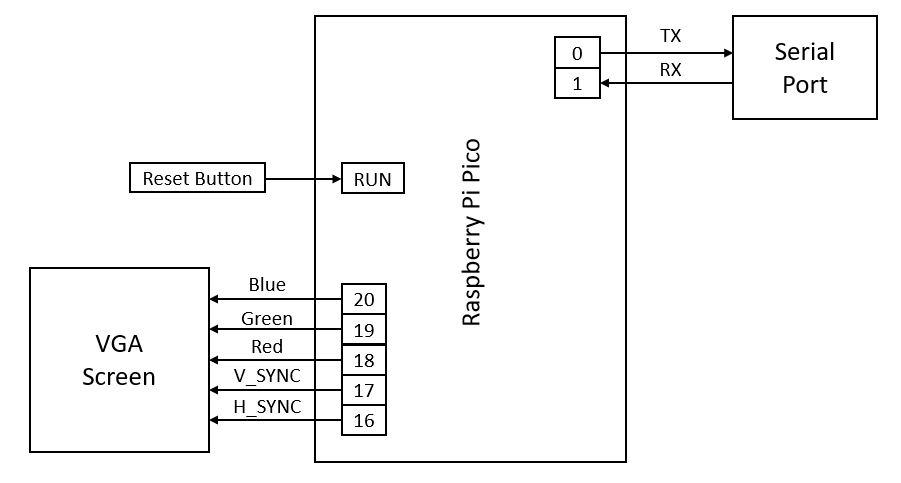 TX
0
Serial
Port
RX
1
Raspberry Pi Pico
Reset Button
RUN
Blue
20
Green
19
VGA
Screen
Red
18
V_SYNC
17
H_SYNC
16